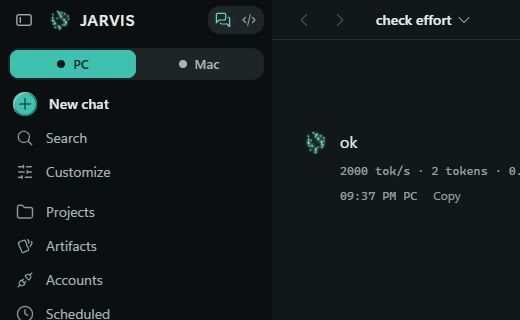 JARVIS
PC
Mac
New chat
Search
Customize
Projects
Artifacts
Accounts
Scheduled
check effort
ok
2000 tok/s · 2 tokens · 0.
09:37 PM PC Copy